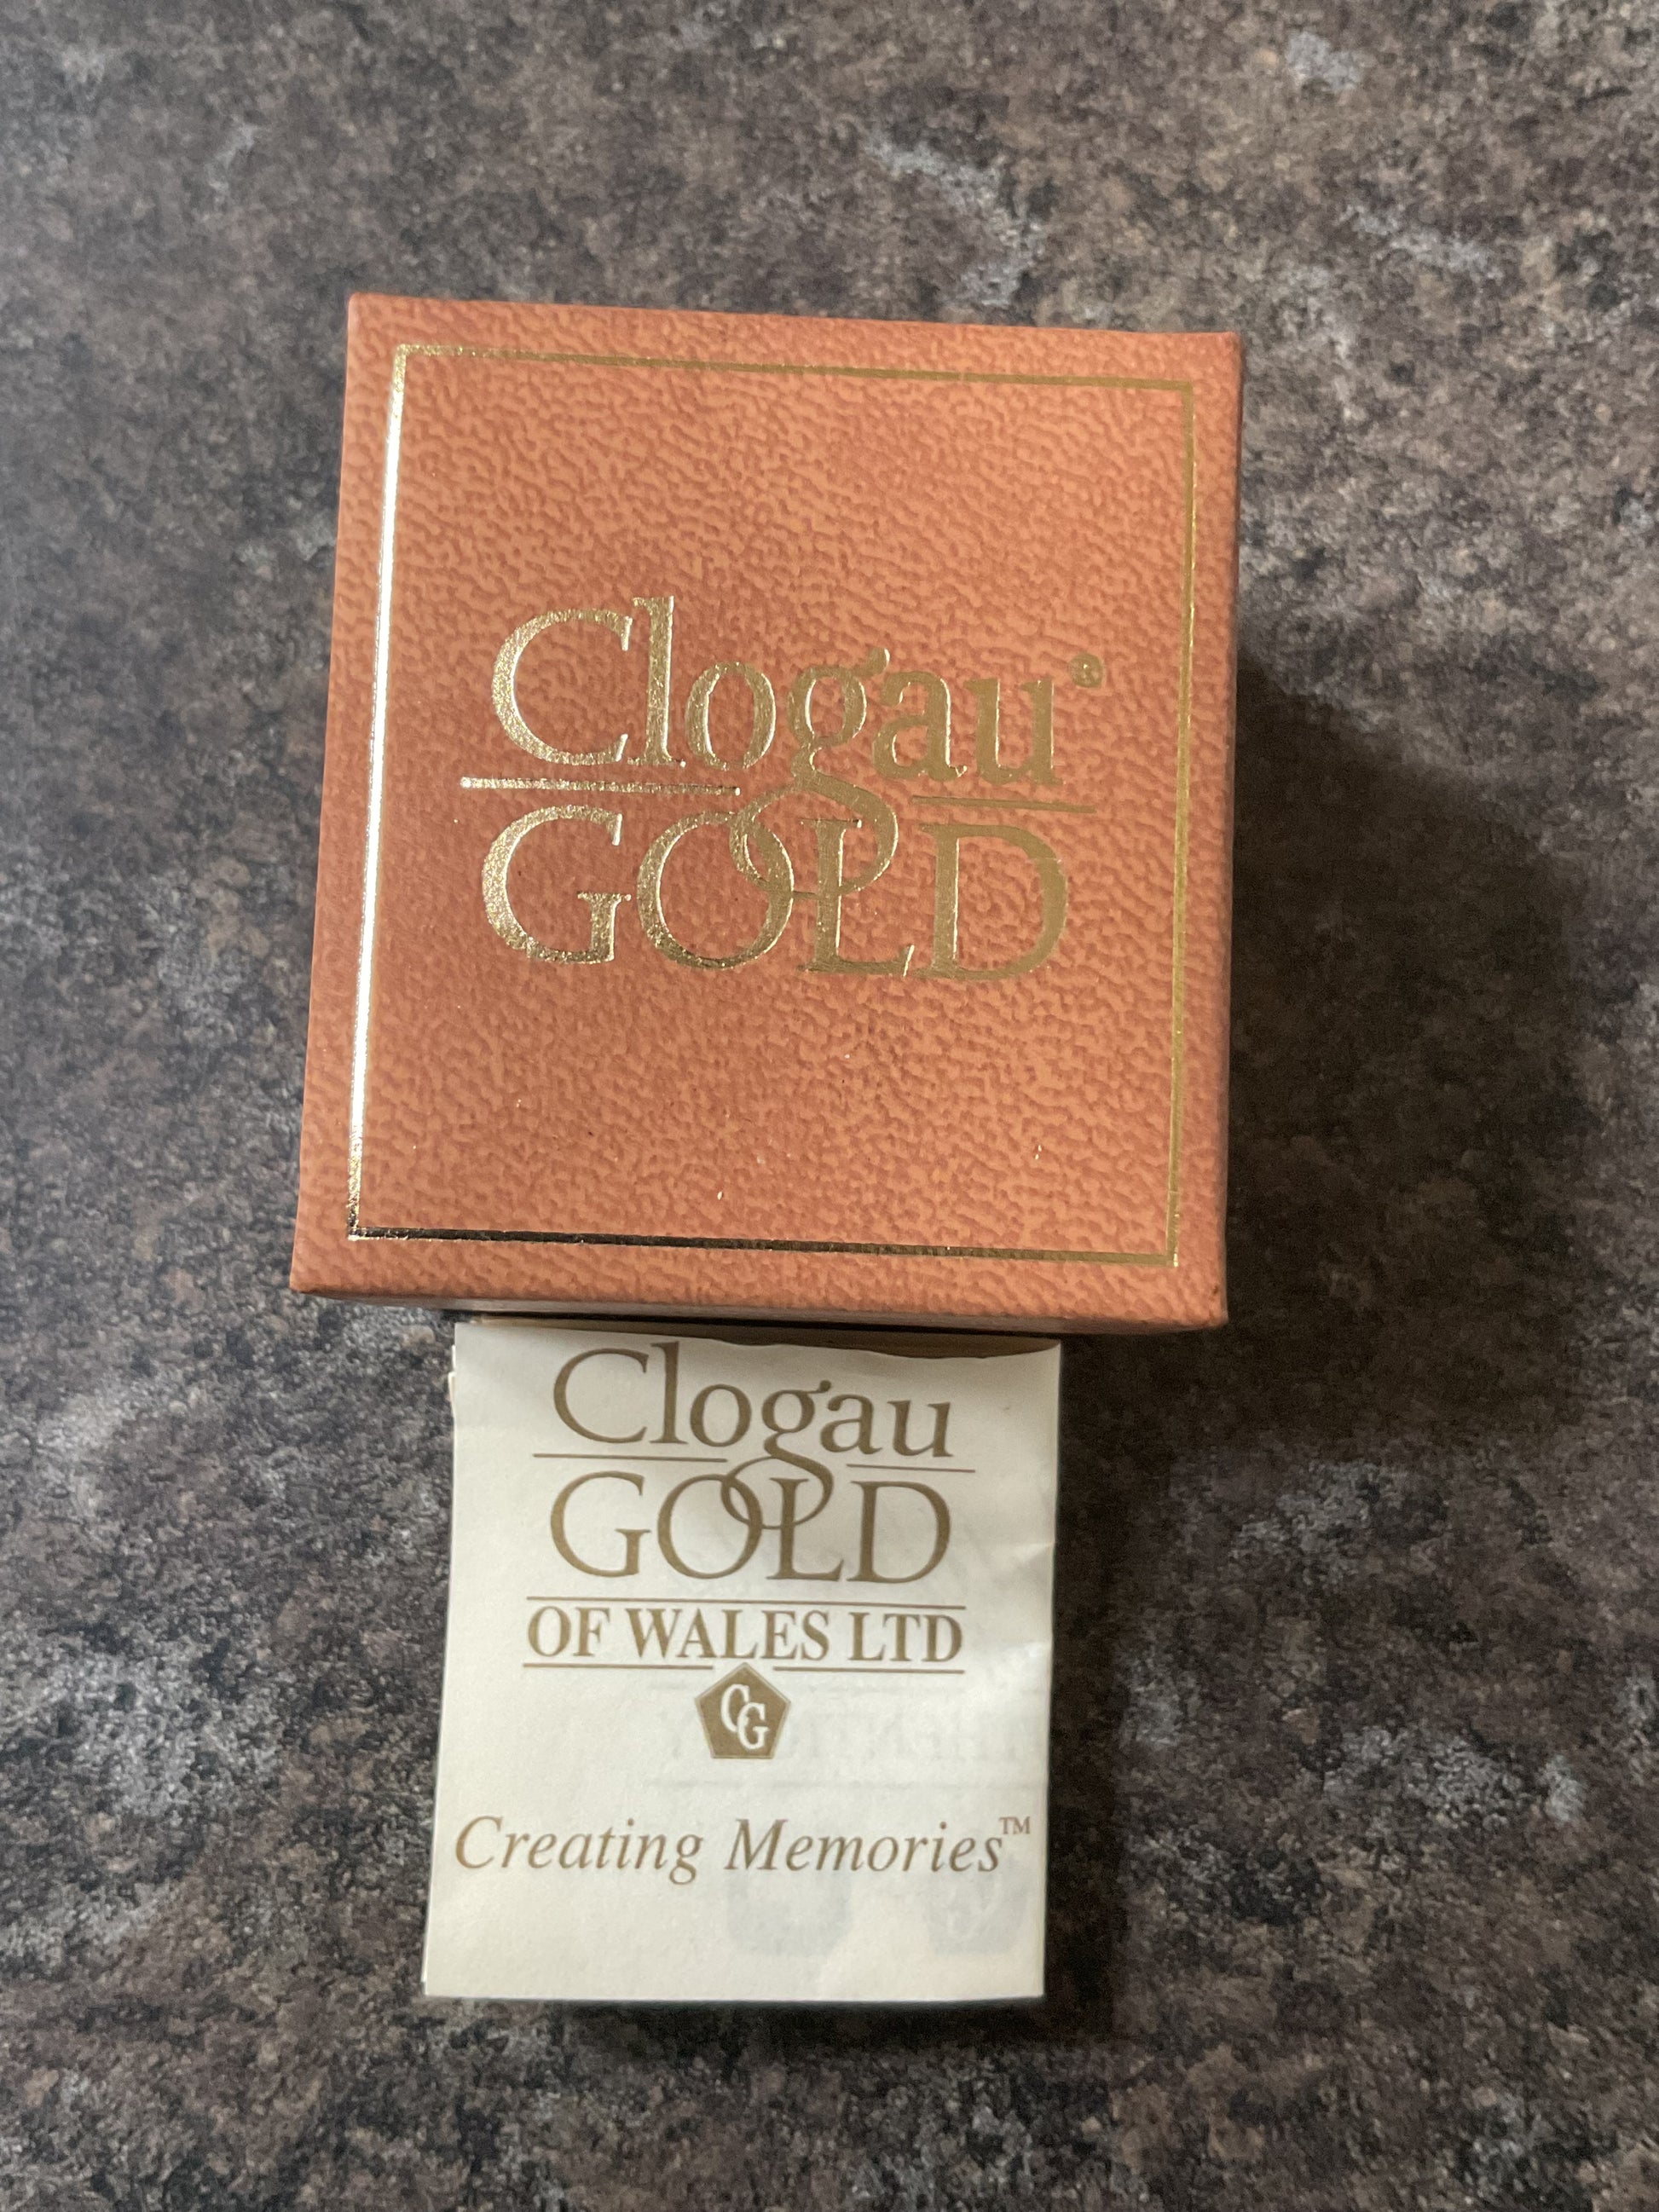 Clogau®
GOLD
Clogau
GOLD
OF WALES LTD
CG
Creating Memories™